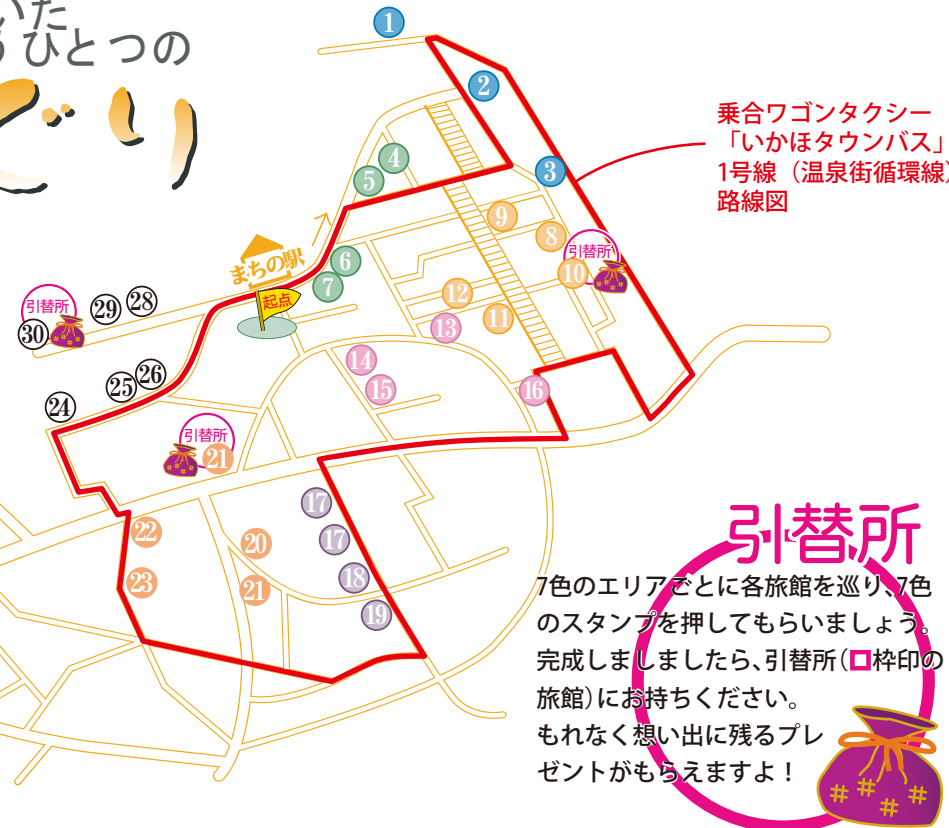 いた
う ひとつの
ぐり
1
2
乗合ワゴンタクシー
「いかほタウンバス」
1号線（温泉街循環線）
路線図
4
5
3
9
8
引替所
10
まちの駅
6
7
起点
12
11
13
引替所
30
29
28
14
15
16
25
26
24
引替所
21
17
17
18
19
22
23
20
21
引替所
7色のエリアごとに各旅館を巡り、7色
のスタンプを押してもらいましょう。
完成しましましたら、引替所(口枠印の
旅館)にお持ちください。
もれなく想い出に残るプレ
ゼントがもらえますよ！